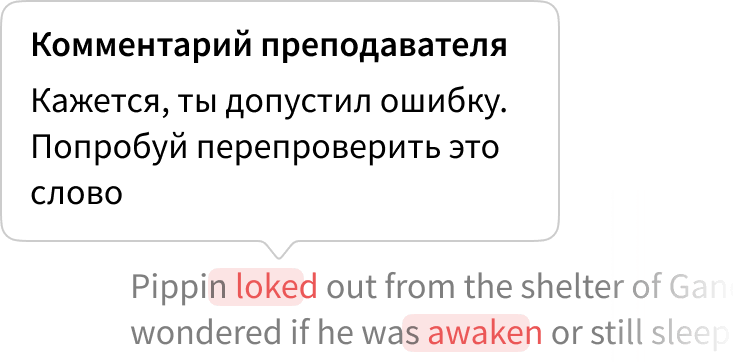 Комментарий преподавателя
Кажется, ты допустил ошибку.
Попробуй перепроверить это
слово
Pippin loked out from the shelter of
wondered if he was awaken or still sleep